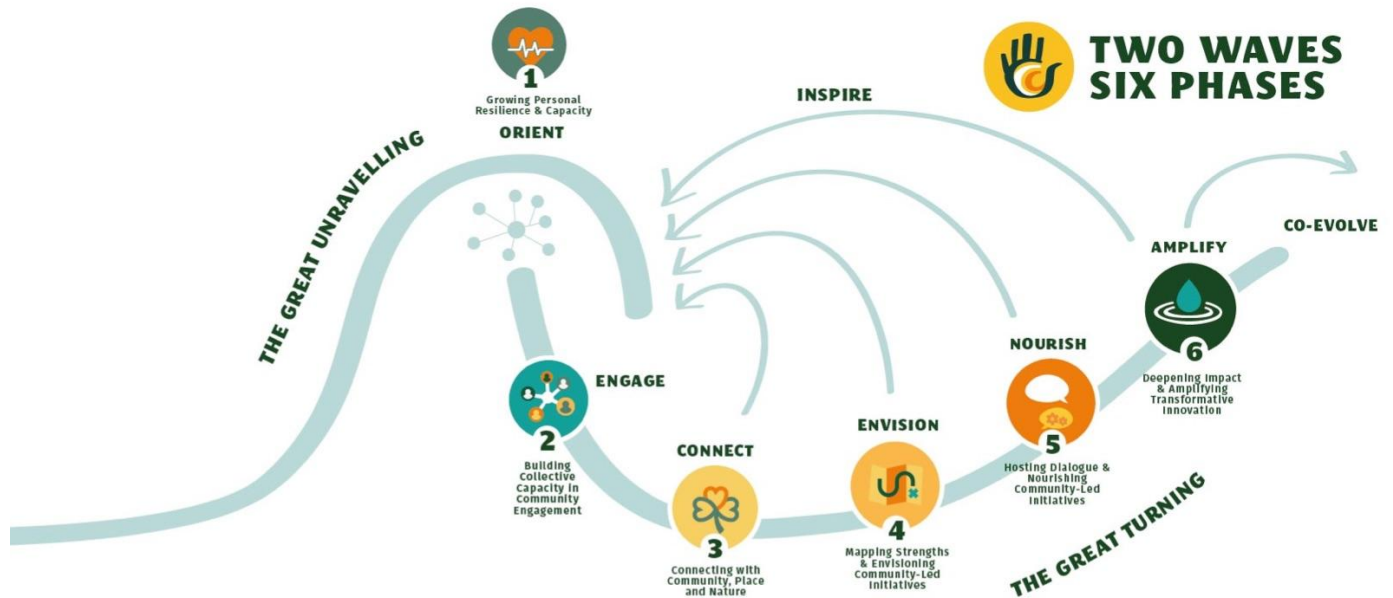 TWO WAVES
SIX PHASES
1
Growing Personal
Resilience & Capacity
ORIENT
THE GREAT UNRAVELLING
INSPIRE
2
ENGAGE
Building
Collective
Capacity in
Community
Engagement
CONNECT
3
Connecting with
Community, Place
and Nature
ENVISION
4
Mapping Strengths
& Envisioning
Community-Led
Initiatives
NOURISH
5
Hosting Dialogue &
Nourishing
Community-Led
Initiatives
AMPLIFY
6
Deepening Impact
& Amplifying
Transformative
Innovation
CO-EVOLVE
THE GREAT TURNING